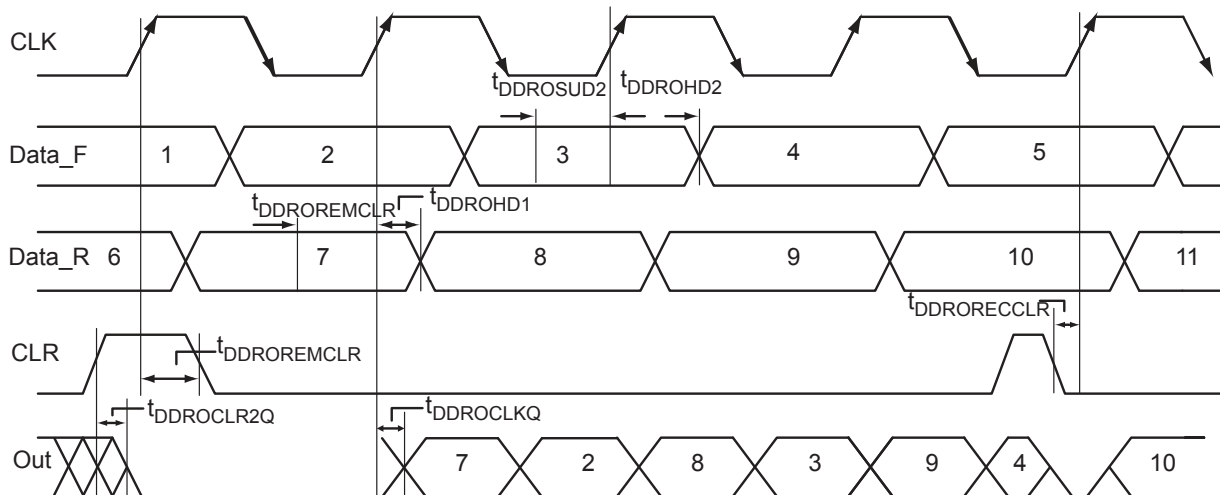 CLK
tDDROSUD2 tDDROHD2
Data_F 1 2 3 4 5
tDDROREMCLR tDDROHD1
Data_R 6 7 8 9 10 11
tDDRORECCLR
CLR tDDROREMCLR
tDDROCLR2Q tDDROCLKQ
Out 7 2 8 3 9 4 10